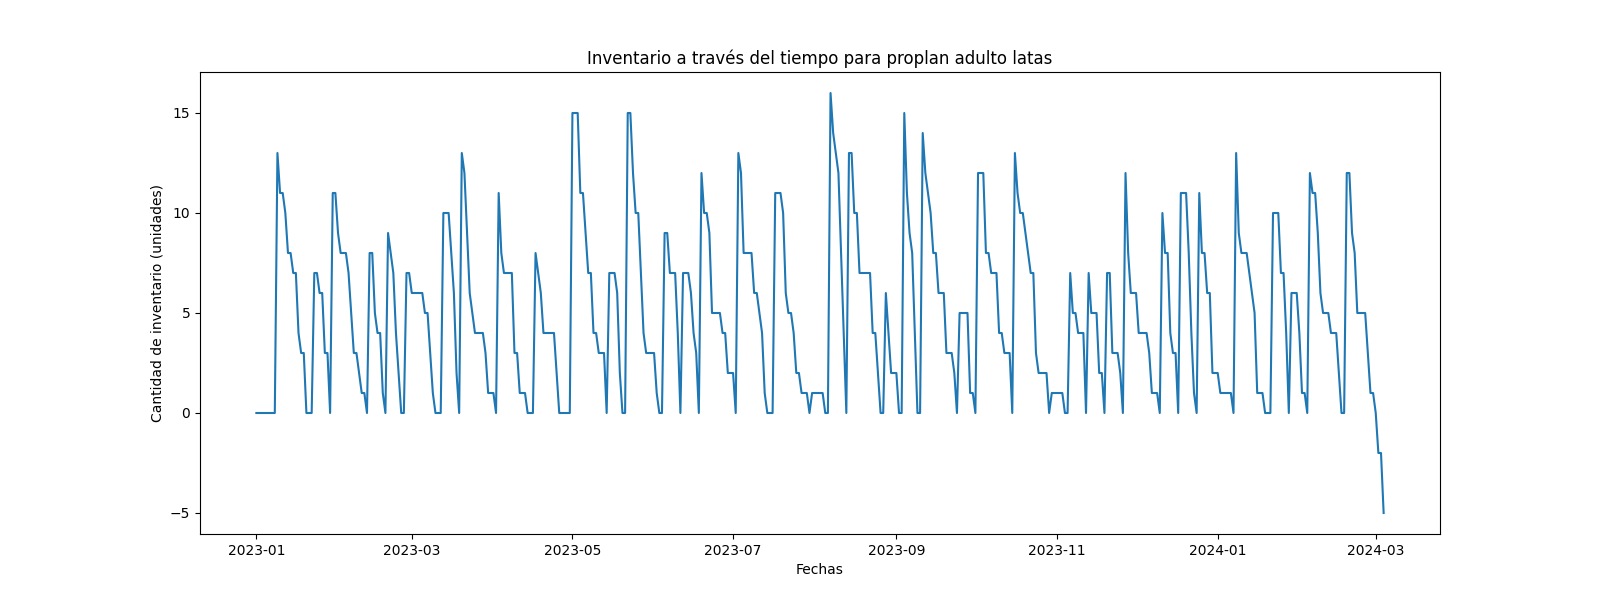 Inventario a través del tiempo para proplan adulto latas
Cantidad de inventario (unidades)
15
10
5
0
−5
2023-01 2023-03 2023-05 2023-07 2023-09 2023-11 2024-01 2024-03
Fechas